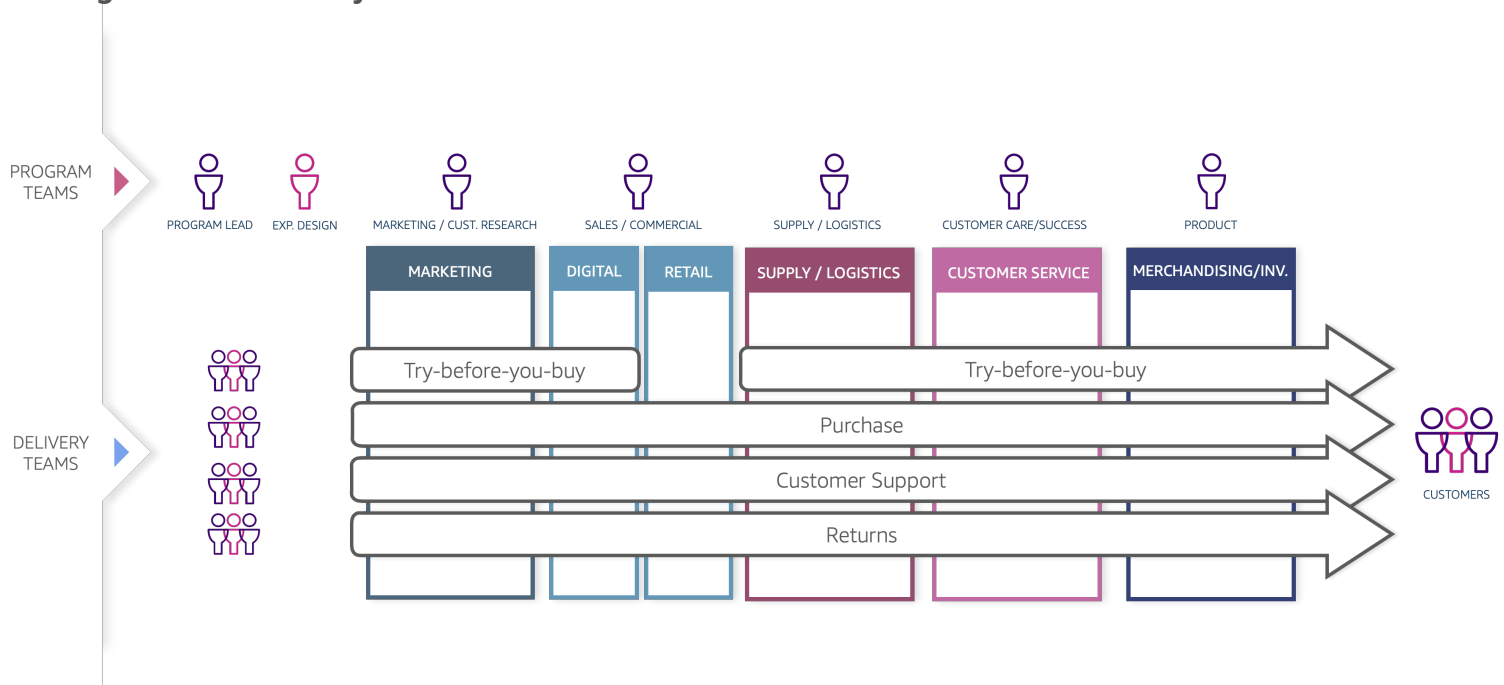 PROGRAM
TEAMS
PROGRAM LEAD
EXP. DESIGN
MARKETING / CUST. RESEARCH
SALES / COMMERCIAL
SUPPLY / LOGISTICS
CUSTOMER CARE/SUCCESS
PRODUCT
MARKETING
DIGITAL
RETAIL
SUPPLY / LOGISTICS
CUSTOMER SERVICE
MERCHANDISING/INV.
Try-before-you-buy
Try-before-you-buy
Purchase
DELIVERY
TEAMS
Customer Support
CUSTOMERS
Returns